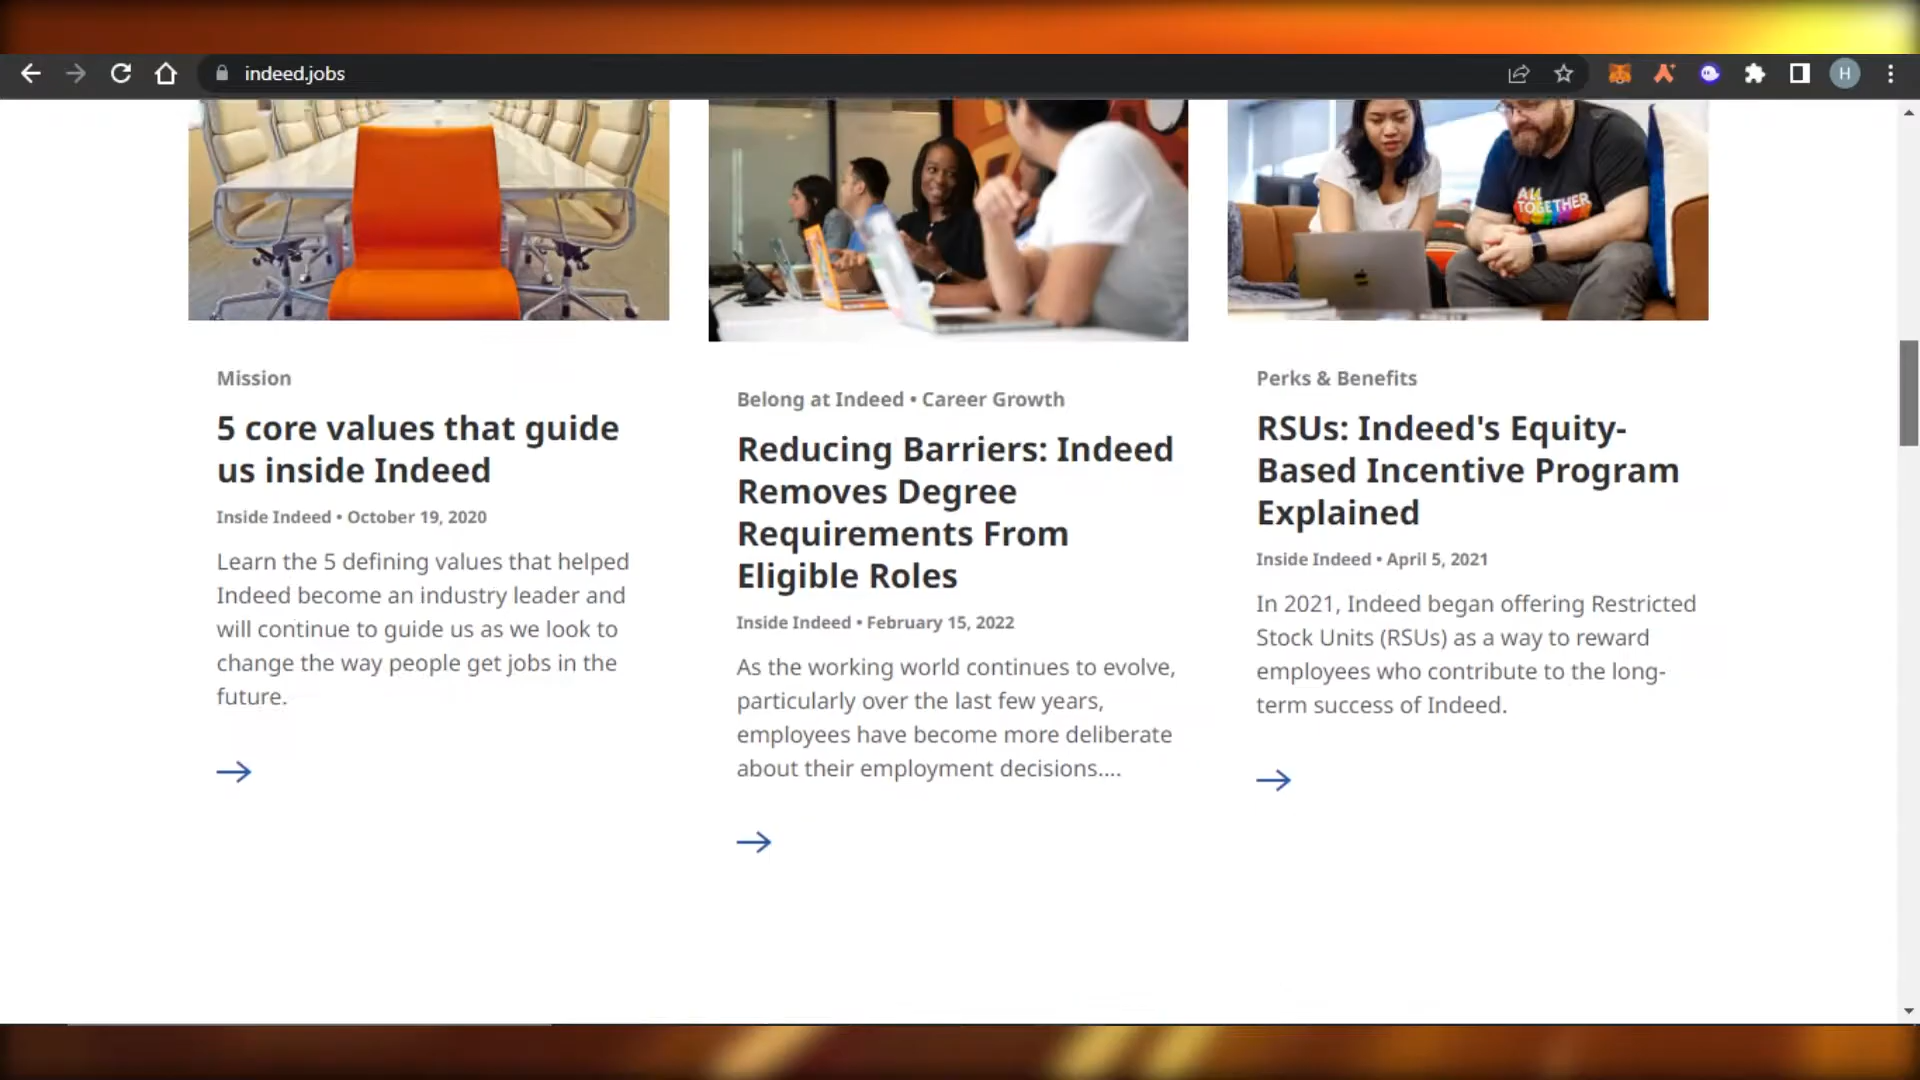 indeed.jobs
H
ALL
TOGETHER
Mission
5 core values that guide
us inside Indeed
Inside Indeed • October 19, 2020
Learn the 5 defining values that helped
Indeed become an industry leader and
will continue to guide us as we look to
change the way people get jobs in the
future.
Belong at Indeed • Career Growth
Reducing Barriers: Indeed
Removes Degree
Requirements From
Eligible Roles
Inside Indeed • February 15, 2022
As the working world continues to evolve,
particularly over the last few years,
employees have become more deliberate
about their employment decisions....
Perks & Benefits
RSUs: Indeed's Equity-
Based Incentive Program
Explained
Inside Indeed • April 5, 2021
In 2021, Indeed began offering Restricted
Stock Units (RSUs) as a way to reward
employees who contribute to the long-
term success of Indeed.